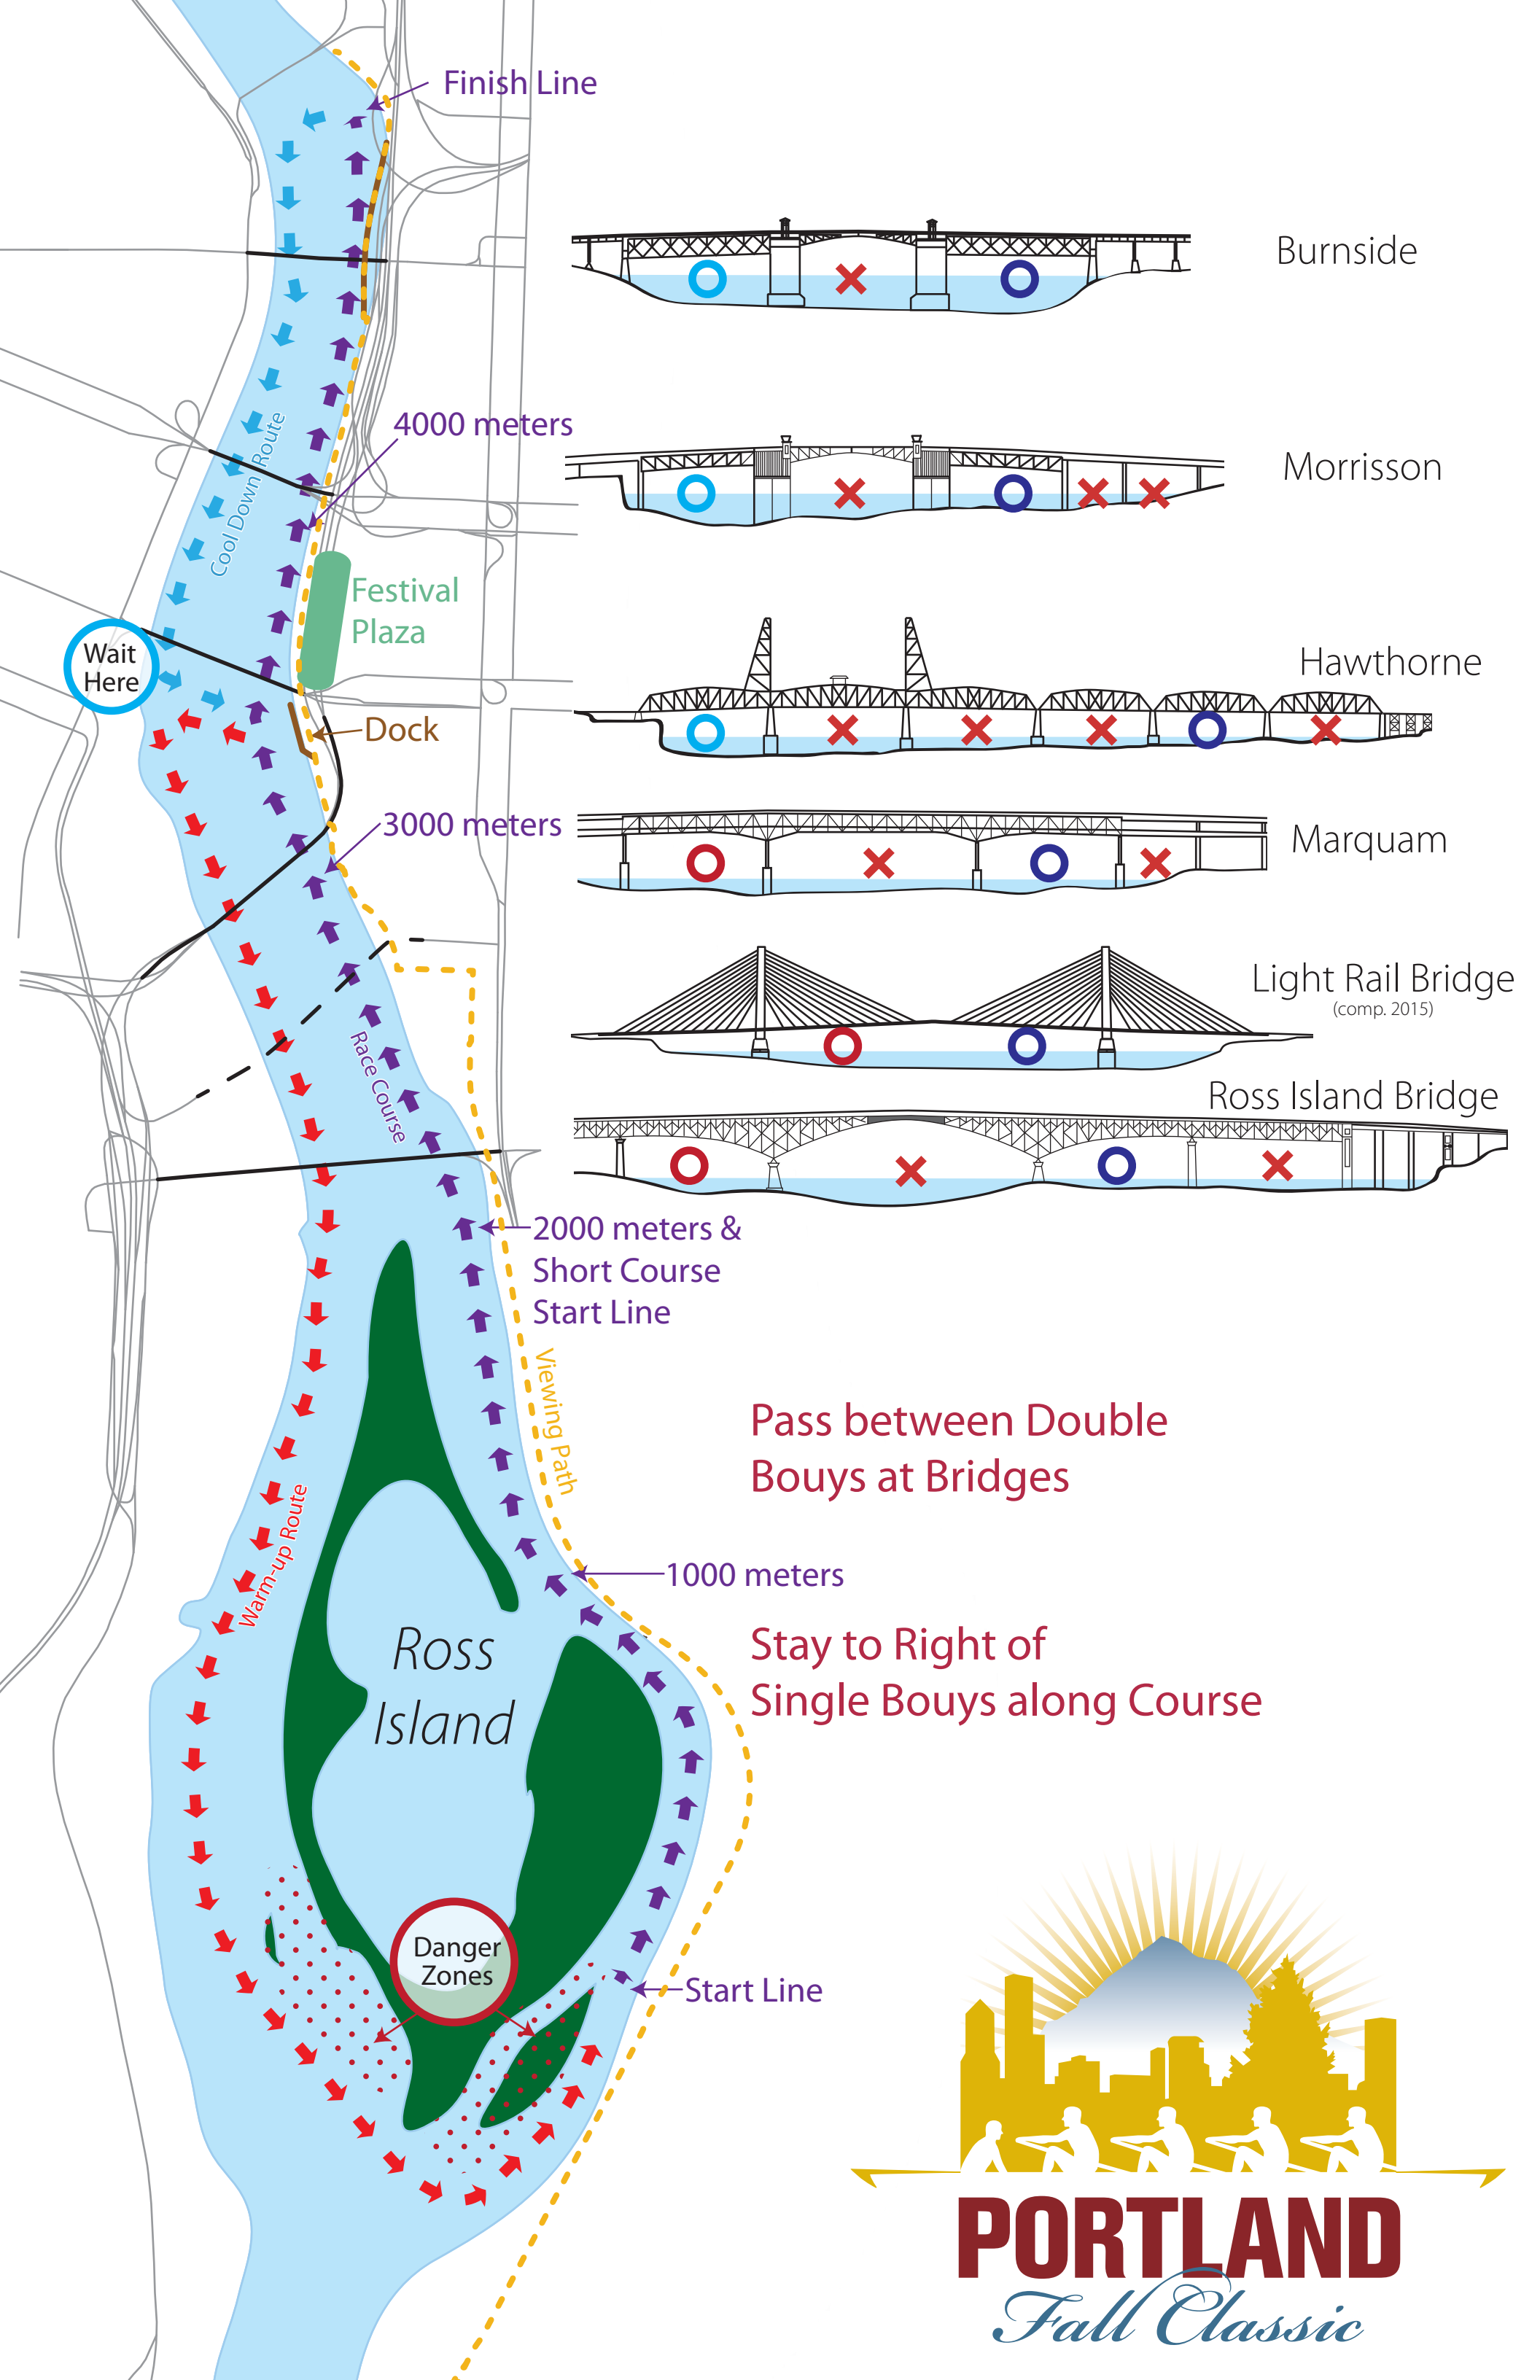 Finish Line
Burnside
4000 meters
Cool Down Route
Morrisson
Festival
Plaza
Wait
Here
Hawthorne
Dock
3000 meters
Marquam
Light Rail Bridge
(comp. 2015)
Race Course
Ross Island Bridge
2000 meters &
Short Course
Start Line
Viewing Path
Pass between Double
Bouys at Bridges
Warm-up Route
1000 meters
Ross
Island
Stay to Right of
Single Bouys along Course
Danger
Zones
Start Line
PORTLAND
Fall Classic